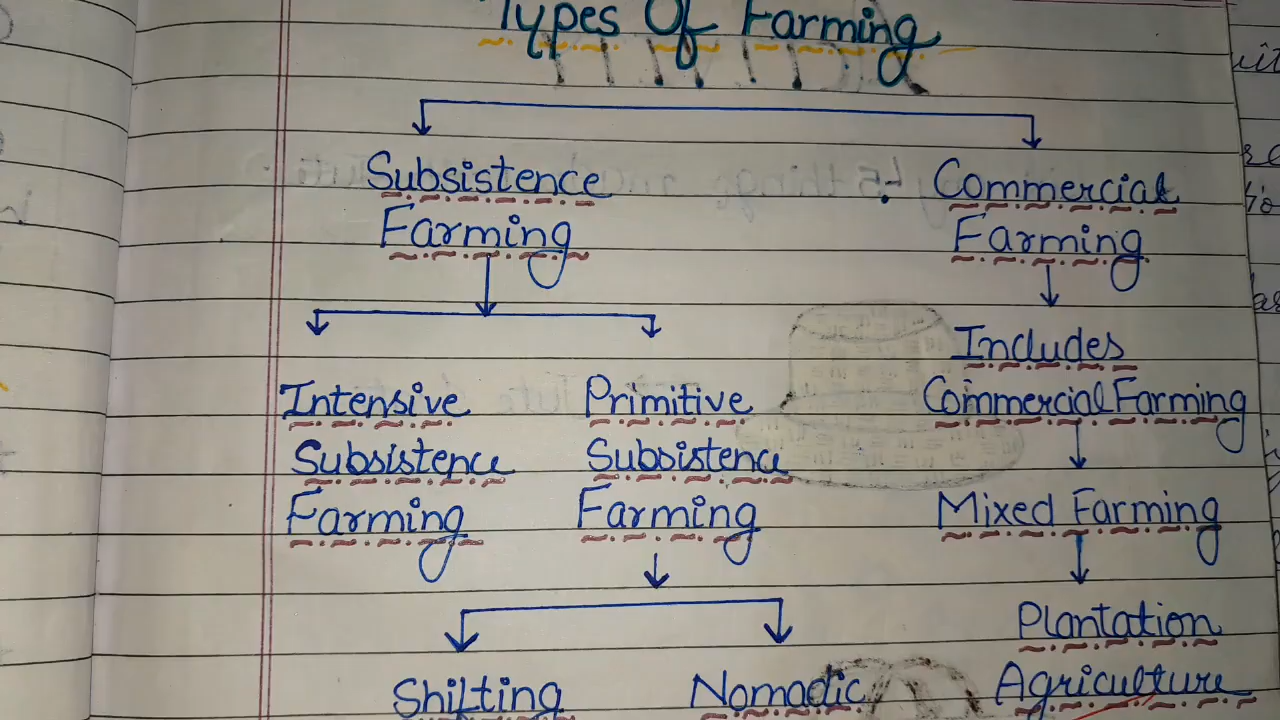 Types Of Farming
Subsistence
Farming
Commercial
Farming
Intensive
Subsistence
Farming
Primitive
Subsistence
Farming
Includes
Commercial Farming
Mixed Farming
Plantation
Agriculture
Shifting
Nomadic